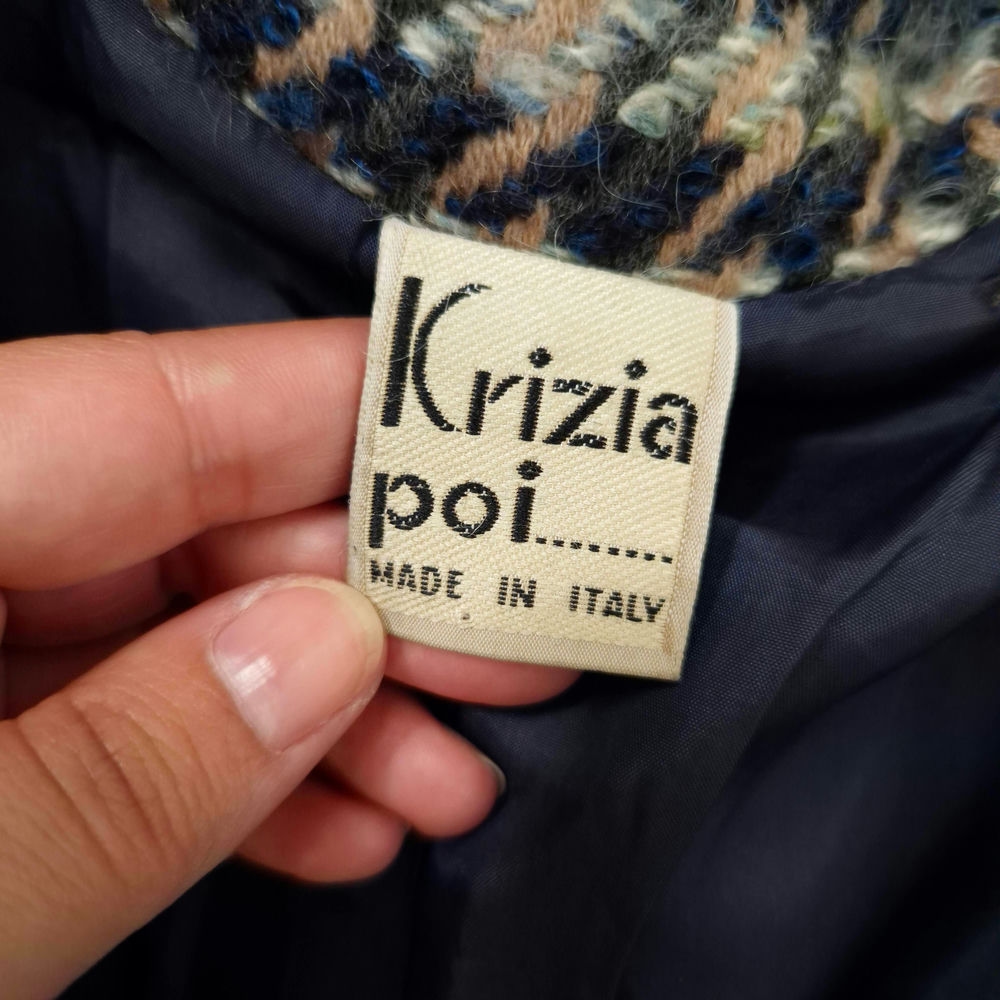 Krizia
poi.........
MADE IN ITALY